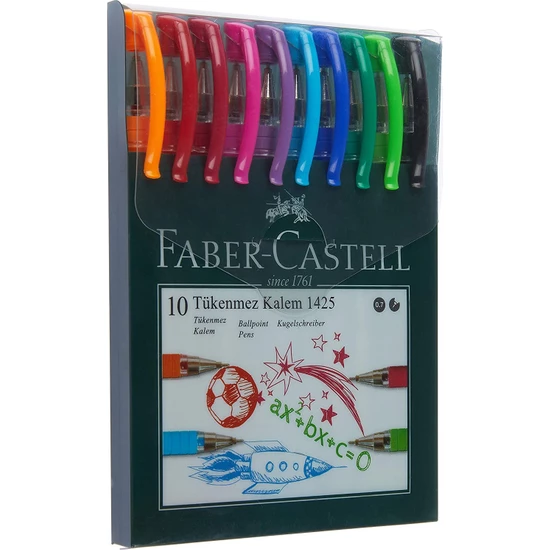 FABER-CASTELL
since 1761
10 Tükenmez Kalem 1425
0.7
Tükenmez Kalem
Ballpoint Pens
Kugelschreiber
ax²+bx+c=0